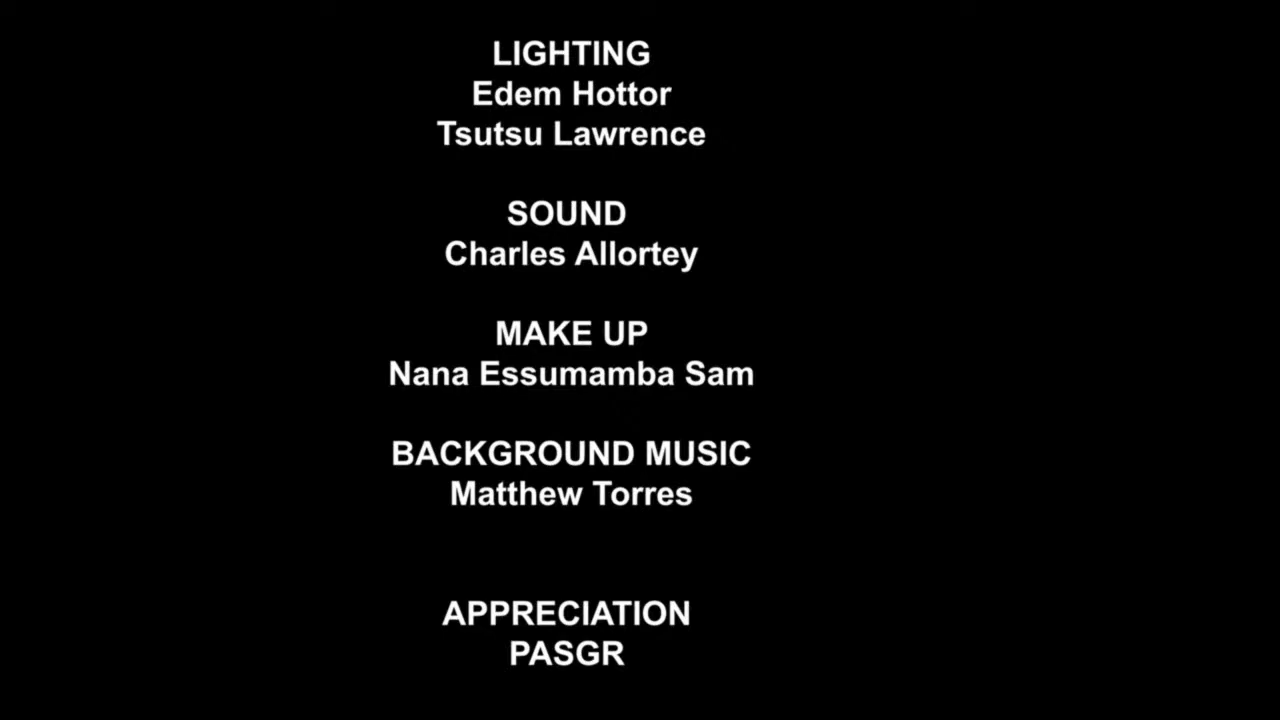 LIGHTING
Edem Hottor
Tsutsu Lawrence
SOUND
Charles Allortey
MAKE UP
Nana Essumamba Sam
BACKGROUND MUSIC
Matthew Torres
APPRECIATION
PASGR